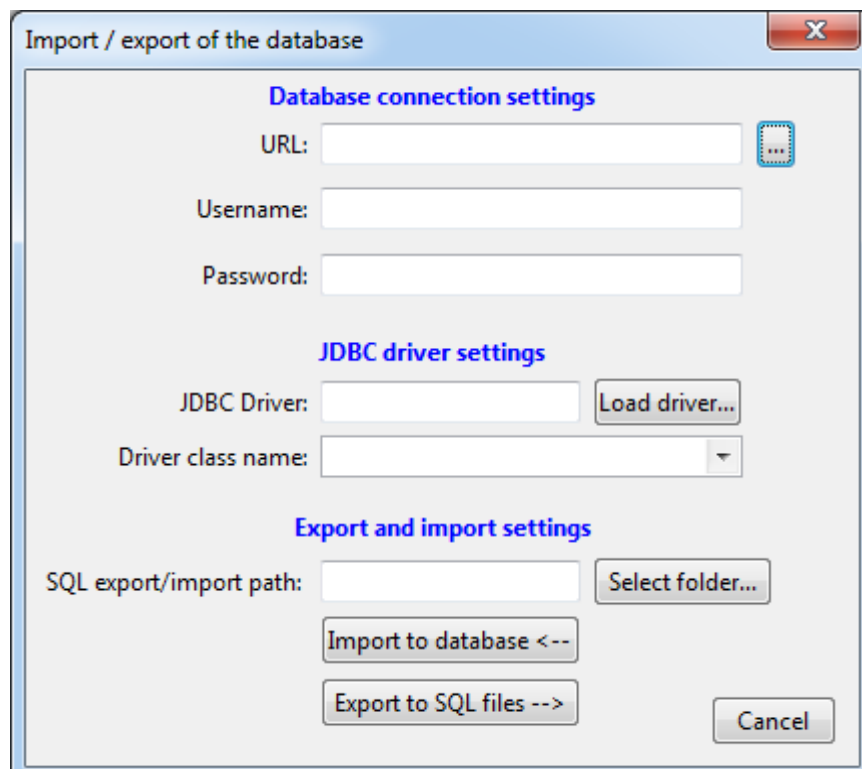 Import / export of the database
Database connection settings
URL: ...
Username:
Password:
JDBC driver settings
JDBC Driver: Load driver...
Driver class name:
Export and import settings
SQL export/import path: Select folder...
Import to database <--
Export to SQL files -->
Cancel